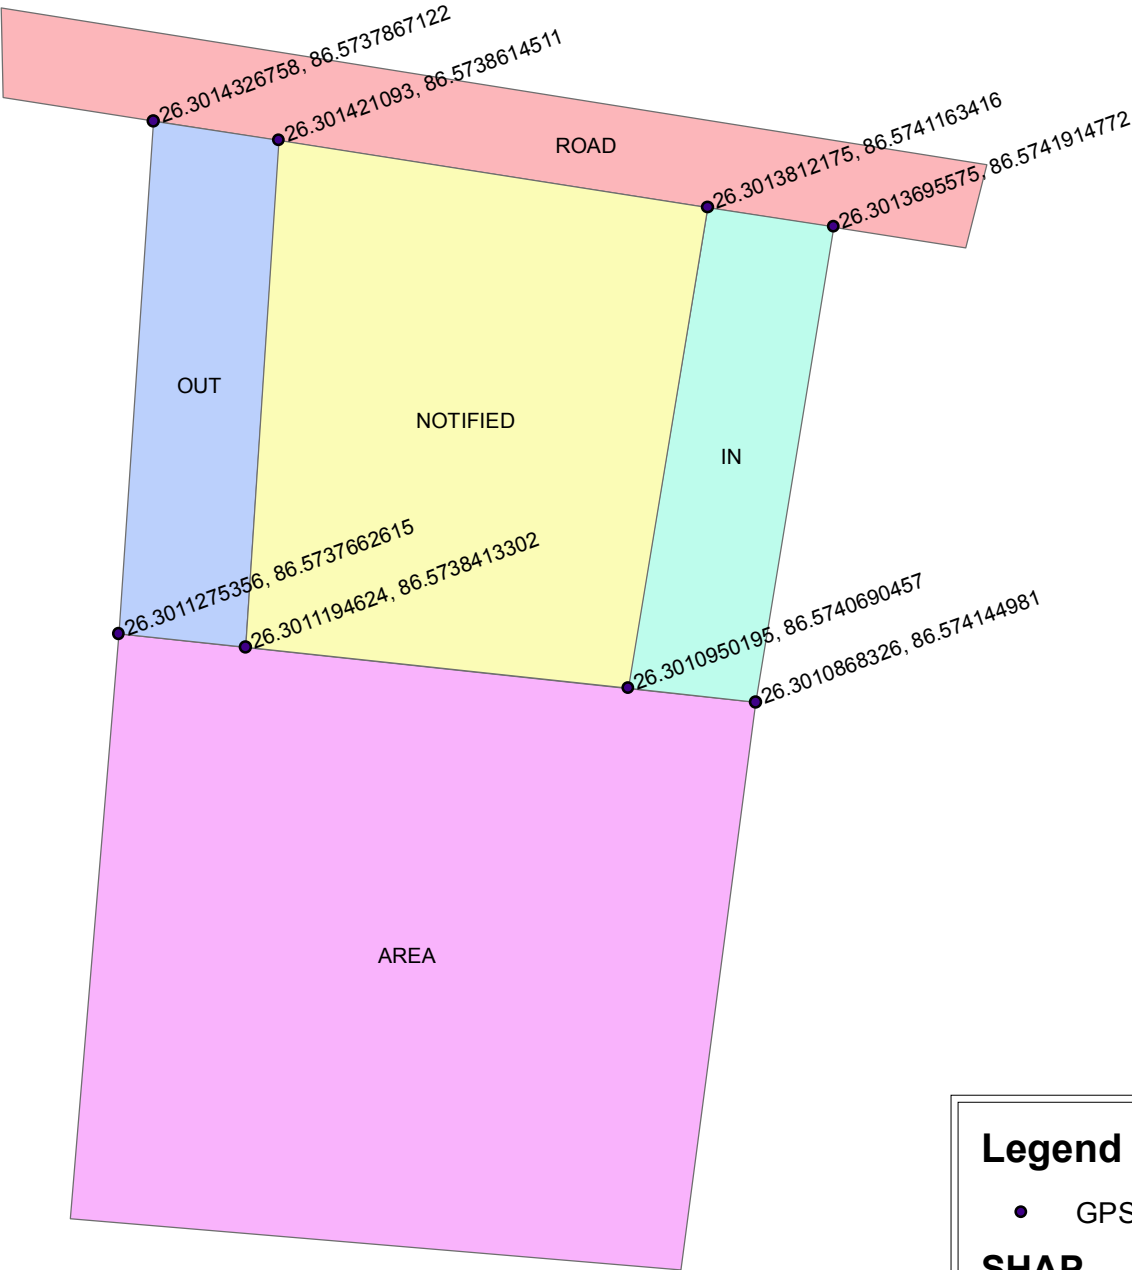 26.3014326758, 86.5737867122
26.301421093, 86.5738614511
ROAD
26.3013812175, 86.5741163416
26.3013695575, 86.5741914772
OUT
NOTIFIED
IN
26.3011275356, 86.5737662615
26.3011194624, 86.5738413302
26.3010950195, 86.5740690457
26.3010868326, 86.574144981
AREA
Legend
GPS
SHAP